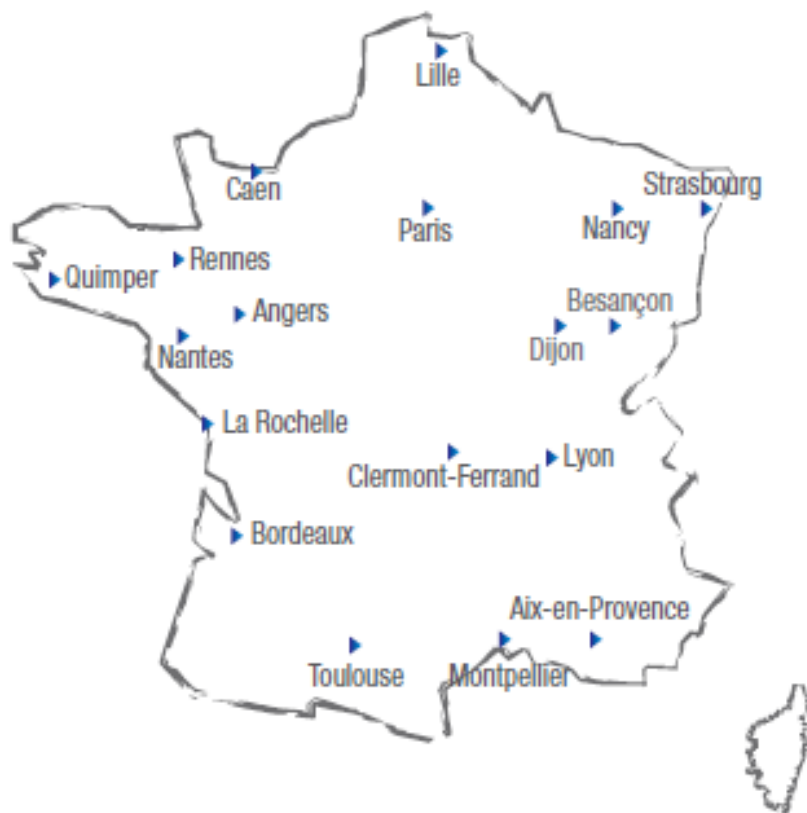 Lille
Caen
Strasbourg
Paris
Nancy
Rennes
Quimper
Angers
Besançon
Nantes
Dijon
La Rochelle
Clermont-Ferrand
Lyon
Bordeaux
Aix-en-Provence
Toulouse
Montpellier